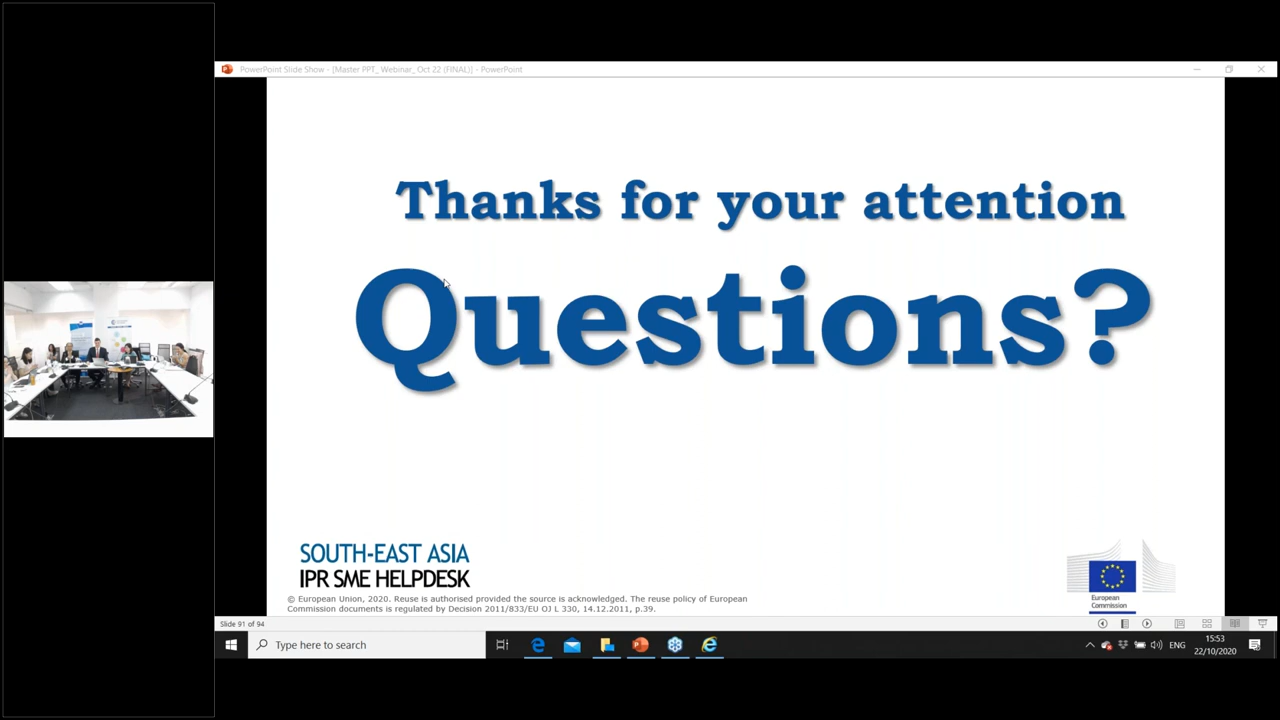 PowerPoint Slide Show - [Master PPT_ Webinar_ Oct 22 (FINAL)] - PowerPoint
Thanks for your attention
Questions?
SOUTH-EAST ASIA
IPR SME HELPDESK
© European Union, 2020. Reuse is authorised provided the source is acknowledged. The reuse policy of European
Commission documents is regulated by Decision 2011/833/EU OJ L 330, 14.12.2011, p.39.
European
Commission
Slide 91 of 94
Type here to search
ENG
15:53
22/10/2020